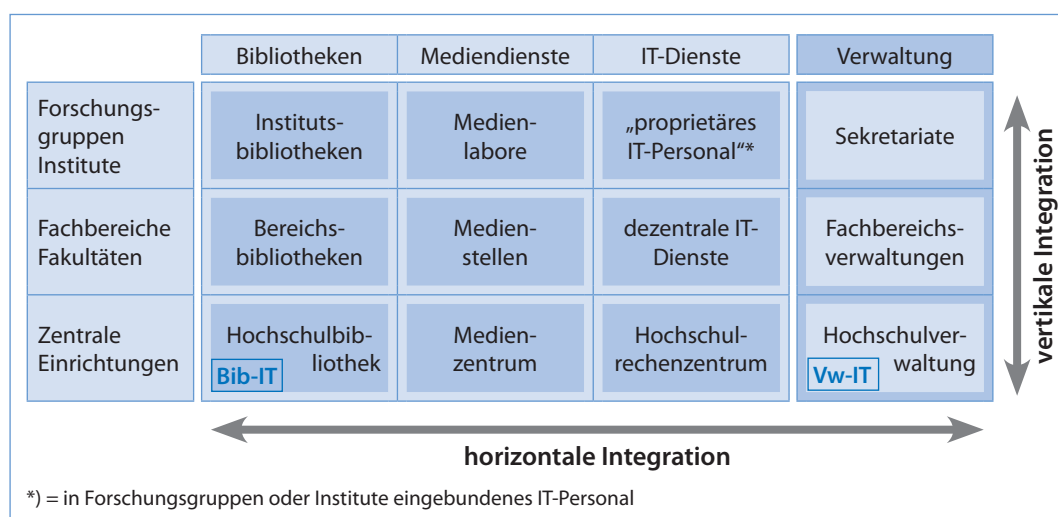 Bibliotheken Mediendienste IT-Dienste Verwaltung
Forschungs-
gruppen
Institute
Instituts-
bibliotheken
Medien-
labore
„proprietäres
IT-Personal“*
Sekretariate
Fachbereiche
Fakultäten
Bereichs-
bibliotheken
Medien-
stellen
dezentrale IT-
Dienste
Fachbereichs-
verwaltungen
Zentrale
Einrichtungen
Hochschulbib-
liothek
Bib-IT
Medien-
zentrum
Hochschul-
rechenzentrum
Hochschulver-
waltung
Vw-IT
vertikale Integration
horizontale Integration
*) = in Forschungsgruppen oder Institute eingebundenes IT-Personal